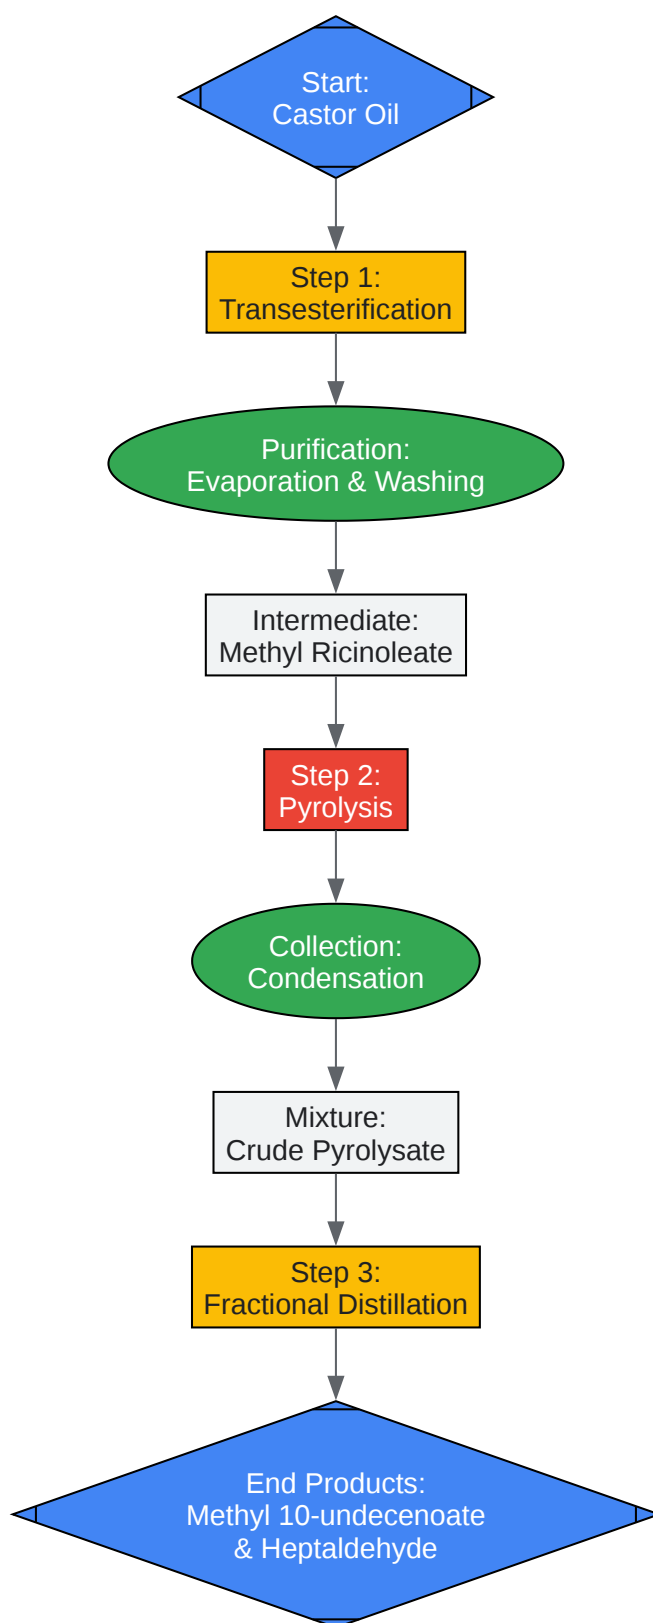 Start:
Castor Oil
Step 1:
Transesterification
Purification:
Evaporation & Washing
Intermediate:
Methyl Ricinoleate
Step 2:
Pyrolysis
Collection:
Condensation
Mixture:
Crude Pyrolysate
Step 3:
Fractional Distillation
End Products:
Methyl 10-undecenoate
& Heptaldehyde